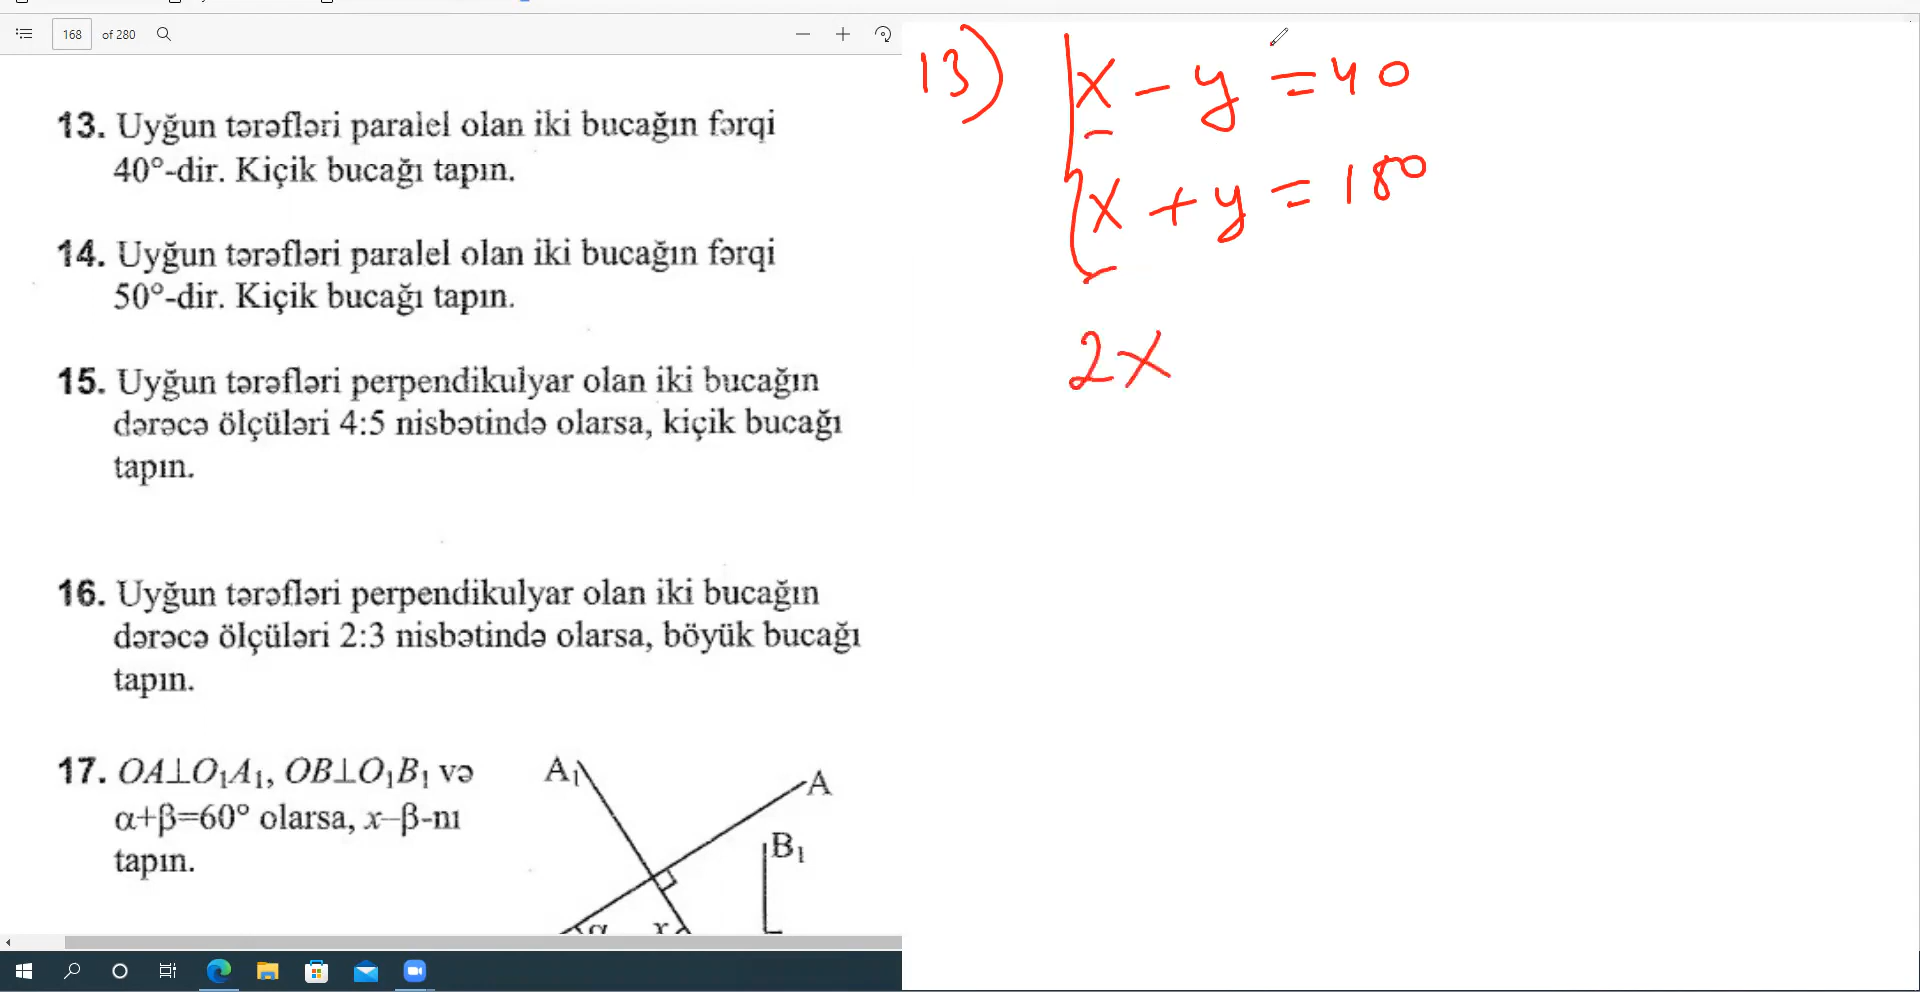 168 of 280
13. Uyğun tərəfləri paralel olan iki bucağın fərqi
40°-dir. Kiçik bucağı tapın.
14. Uyğun tərəfləri paralel olan iki bucağın fərqi
50°-dir. Kiçik bucağı tapın.
15. Uyğun tərəfləri perpendikulyar olan iki bucağın
dərəcə ölçüləri 4:5 nisbətində olarsa, kiçik bucağı
tapın.
16. Uyğun tərəfləri perpendikulyar olan iki bucağın
dərəcə ölçüləri 2:3 nisbətində olarsa, böyük bucağı
tapın.
17. OA⊥O₁A₁, OB⊥O₁B₁ və
α+β=60° olarsa, x–β-nı
tapın.
A₁
A
B₁
α x
13) x - y = 40
x + y = 180
2x